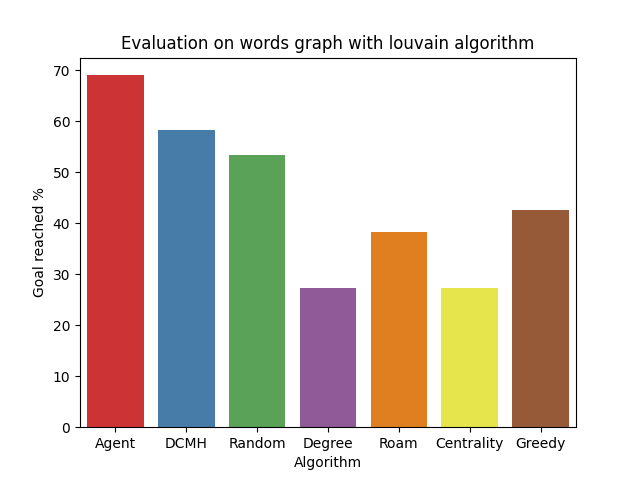 Evaluation on words graph with louvain algorithm
Goal reached %
70
60
50
40
30
20
10
0
Agent DCMH Random Degree Roam Centrality Greedy
Algorithm